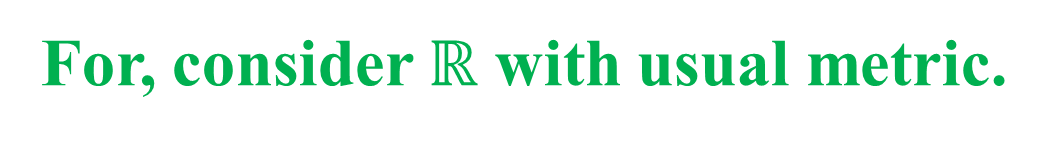 For, consider ℝ with usual metric.